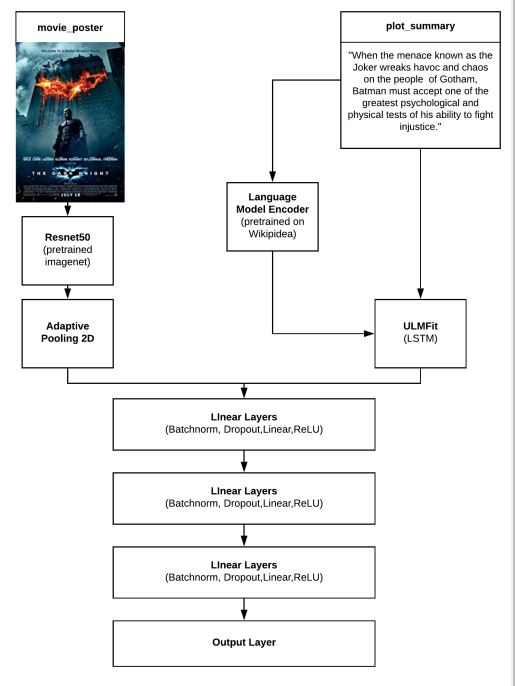 movie_poster
WELCOME TO A WORLD WITHOUT RULES
THE DARK KNIGHT
JULY 18
plot_summary
"When the menace known as the
Joker wreaks havoc and chaos
on the people of Gotham,
Batman must accept one of the
greatest psychological and
physical tests of his ability to fight
injustice."
Language
Model Encoder
(pretrained on
Wikipidea)
Resnet50
(pretrained
imagenet)
Adaptive
Pooling 2D
ULMFit
(LSTM)
LInear Layers
(Batchnorm, Dropout,Linear,ReLU)
LInear Layers
(Batchnorm, Dropout,Linear,ReLU)
LInear Layers
(Batchnorm, Dropout,Linear,ReLU)
Output Layer